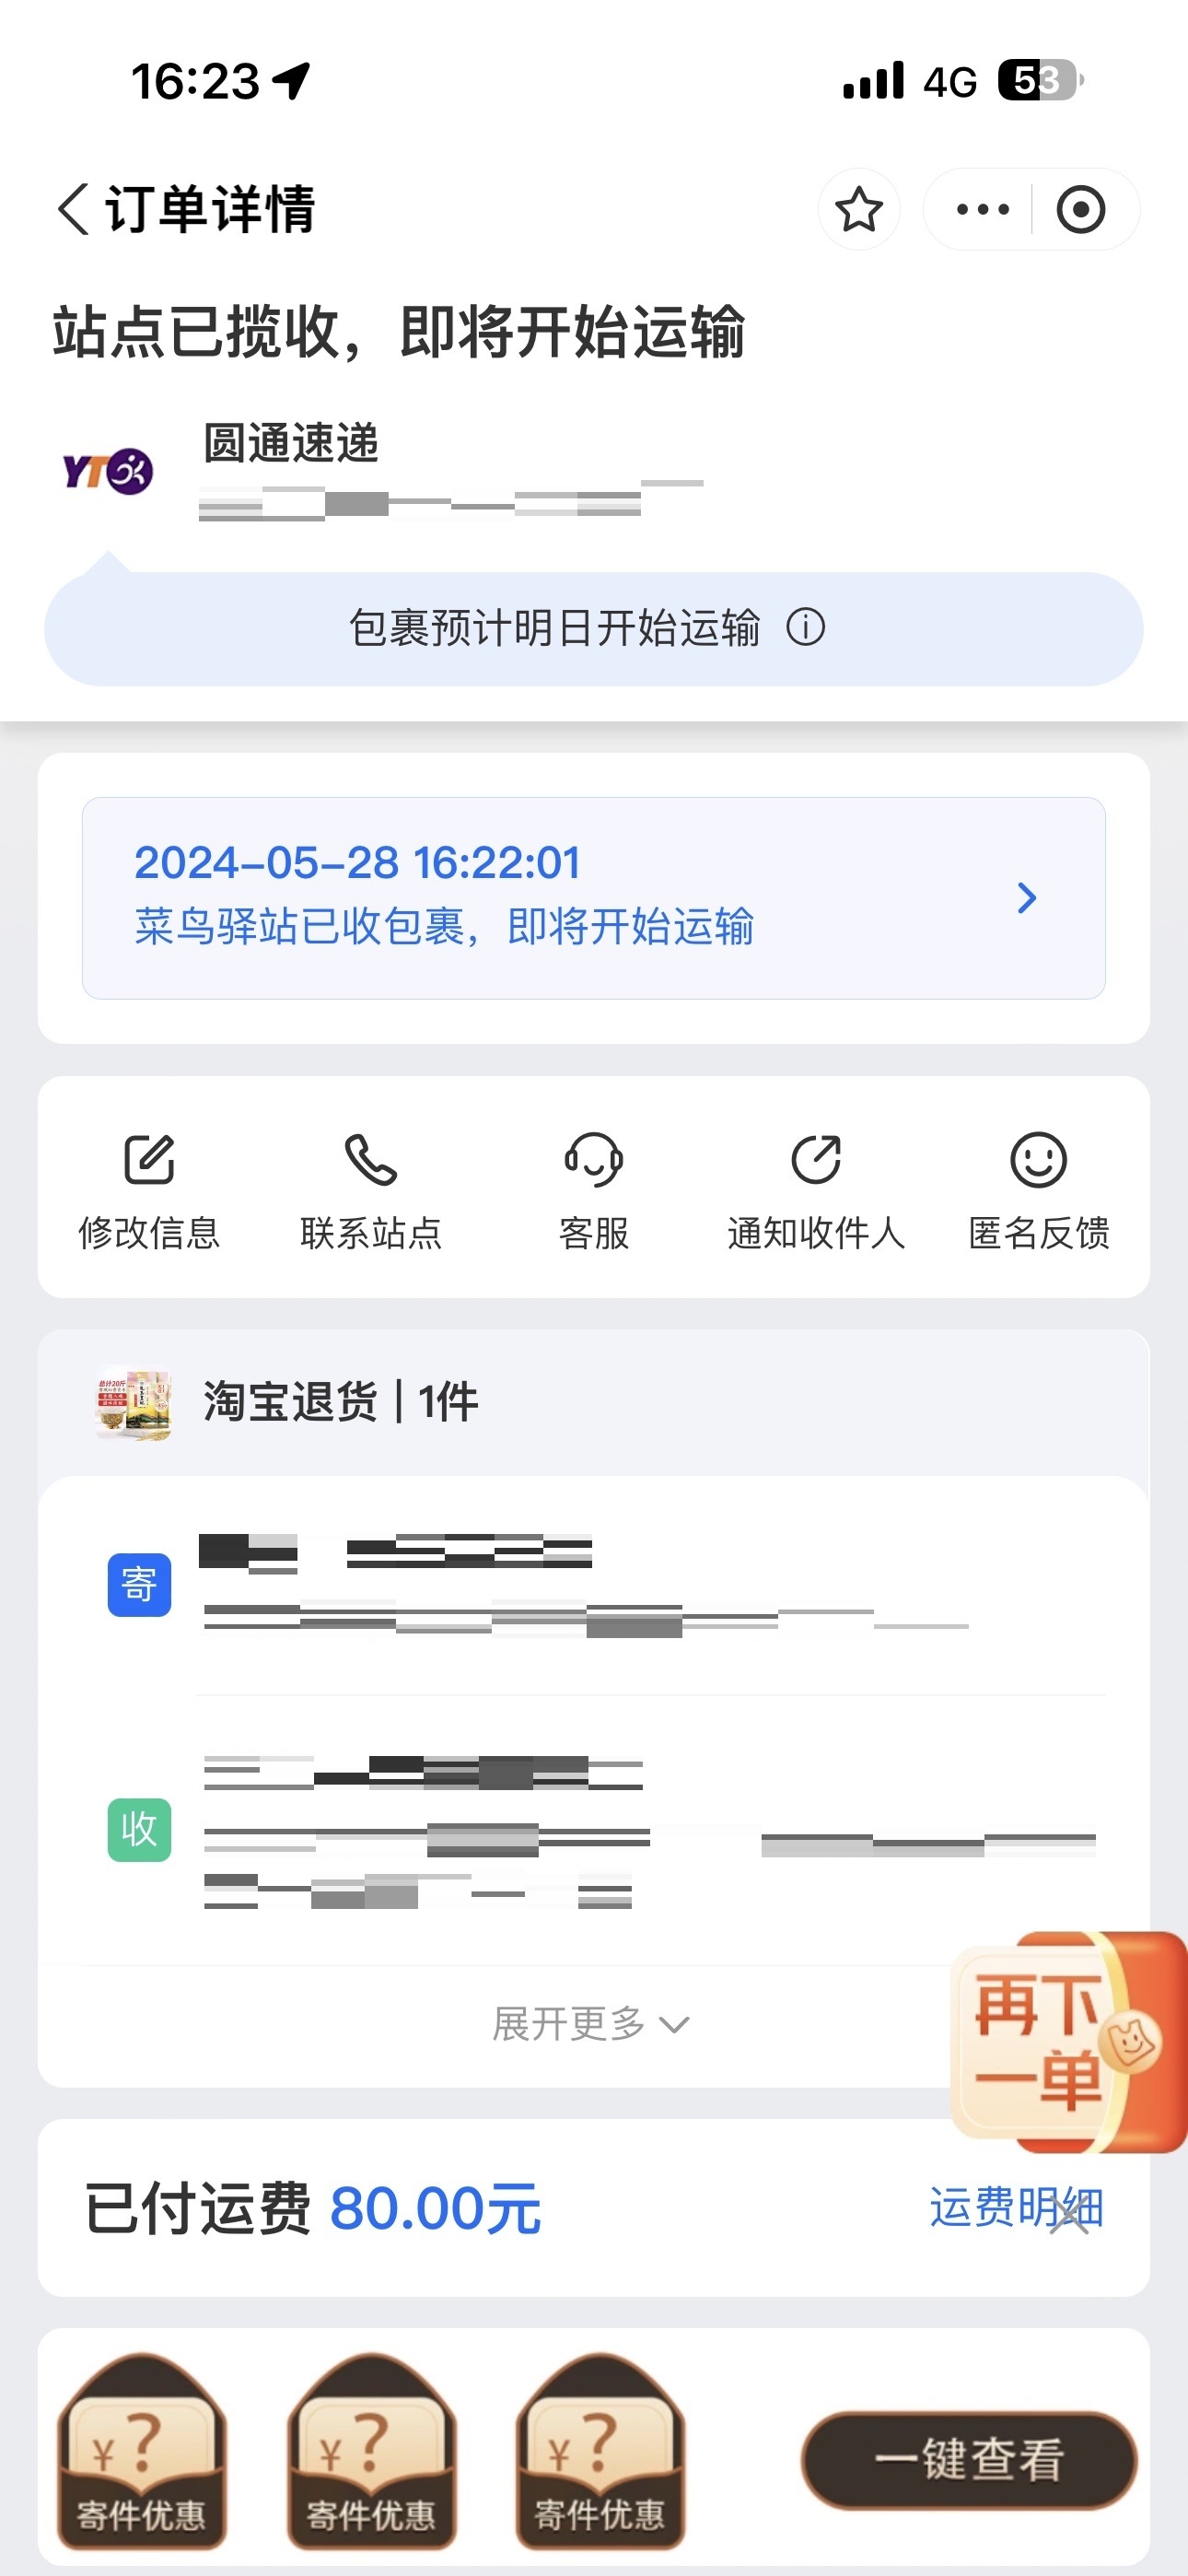 16:23
4G
53
订单详情
站点已揽收，即将开始运输
YTO
圆通速递
包裹预计明日开始运输
2024-05-28 16:22:01
菜鸟驿站已收包裹，即将开始运输
修改信息
联系站点
客服
通知收件人
匿名反馈
总计20斤
淘宝退货 | 1件
寄
收
展开更多
再下
一单
已付运费 80.00元
运费明细
¥?
寄件优惠
¥?
寄件优惠
¥?
寄件优惠
一键查看